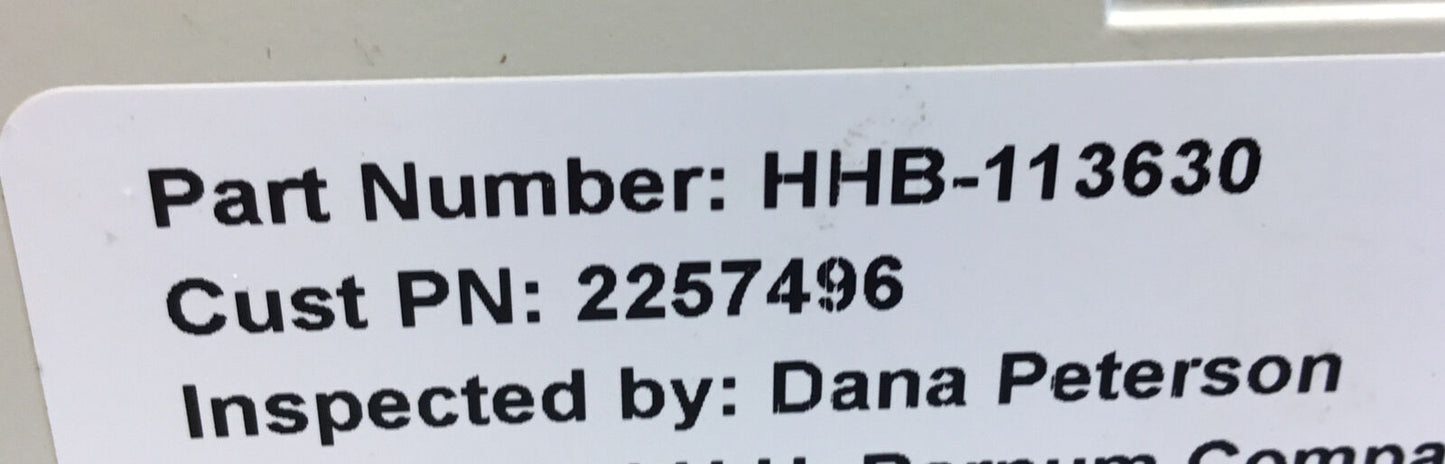 Part Number: HHB-113630
Cust PN: 2257496
Inspected by: Dana Peterson